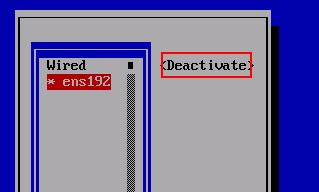 Wired
<Deactivate>
* ens192